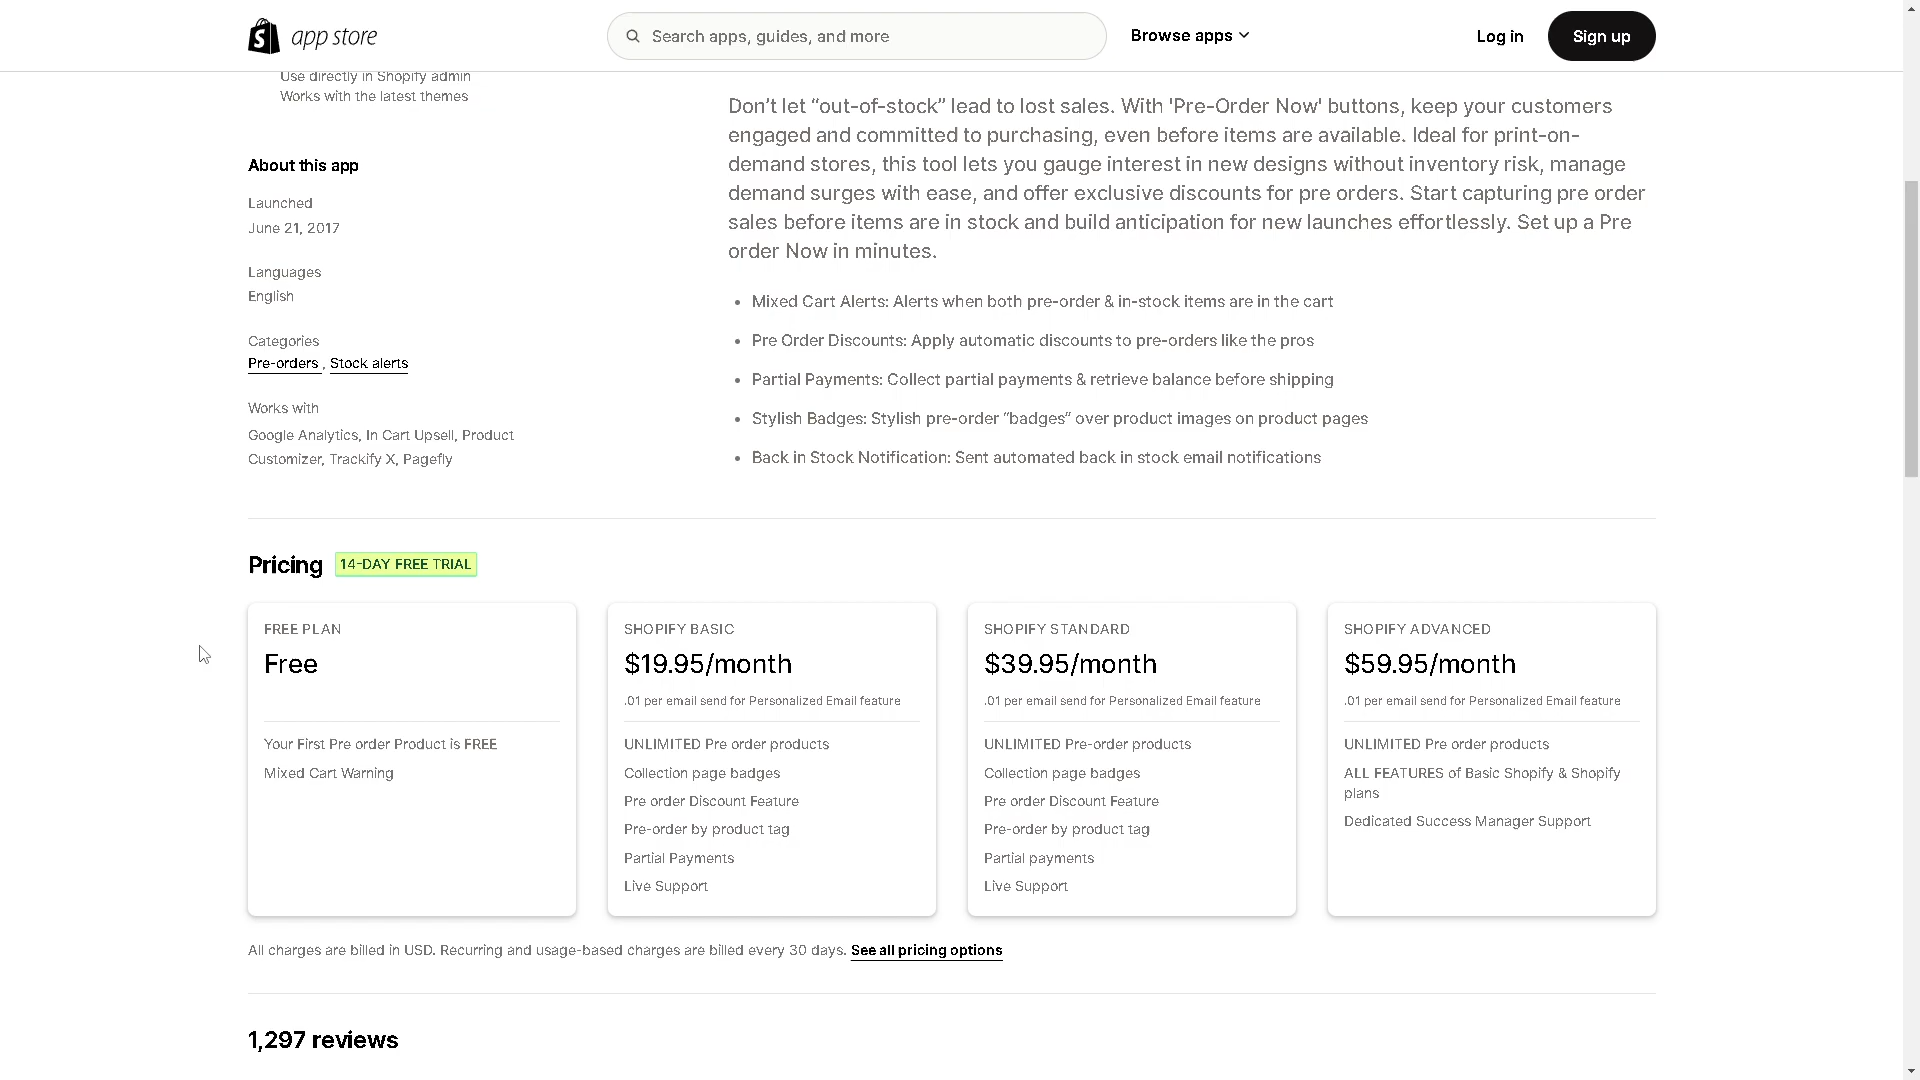 app store
Search apps, guides, and more
Browse apps
Log in
Sign up
Use directly in Shopify admin
Works with the latest themes
About this app
Launched
June 21, 2017
Languages
English
Categories
Pre-orders , Stock alerts
Works with
Google Analytics, In Cart Upsell, Product
Customizer, Trackify X, Pagefly
Don’t let “out-of-stock” lead to lost sales. With 'Pre-Order Now' buttons, keep your customers
engaged and committed to purchasing, even before items are available. Ideal for print-on-
demand stores, this tool lets you gauge interest in new designs without inventory risk, manage
demand surges with ease, and offer exclusive discounts for pre orders. Start capturing pre order
sales before items are in stock and build anticipation for new launches effortlessly. Set up a Pre
order Now in minutes.
• Mixed Cart Alerts: Alerts when both pre-order & in-stock items are in the cart
• Pre Order Discounts: Apply automatic discounts to pre-orders like the pros
• Partial Payments: Collect partial payments & retrieve balance before shipping
• Stylish Badges: Stylish pre-order “badges” over product images on product pages
• Back in Stock Notification: Sent automated back in stock email notifications
Pricing
14-DAY FREE TRIAL
FREE PLAN
Free
Your First Pre order Product is FREE
Mixed Cart Warning
SHOPIFY BASIC
$19.95/month
.01 per email send for Personalized Email feature
UNLIMITED Pre order products
Collection page badges
Pre order Discount Feature
Pre-order by product tag
Partial Payments
Live Support
SHOPIFY STANDARD
$39.95/month
.01 per email send for Personalized Email feature
UNLIMITED Pre-order products
Collection page badges
Pre order Discount Feature
Pre-order by product tag
Partial payments
Live Support
SHOPIFY ADVANCED
$59.95/month
.01 per email send for Personalized Email feature
UNLIMITED Pre order products
ALL FEATURES of Basic Shopify & Shopify
plans
Dedicated Success Manager Support
All charges are billed in USD. Recurring and usage-based charges are billed every 30 days. See all pricing options
1,297 reviews